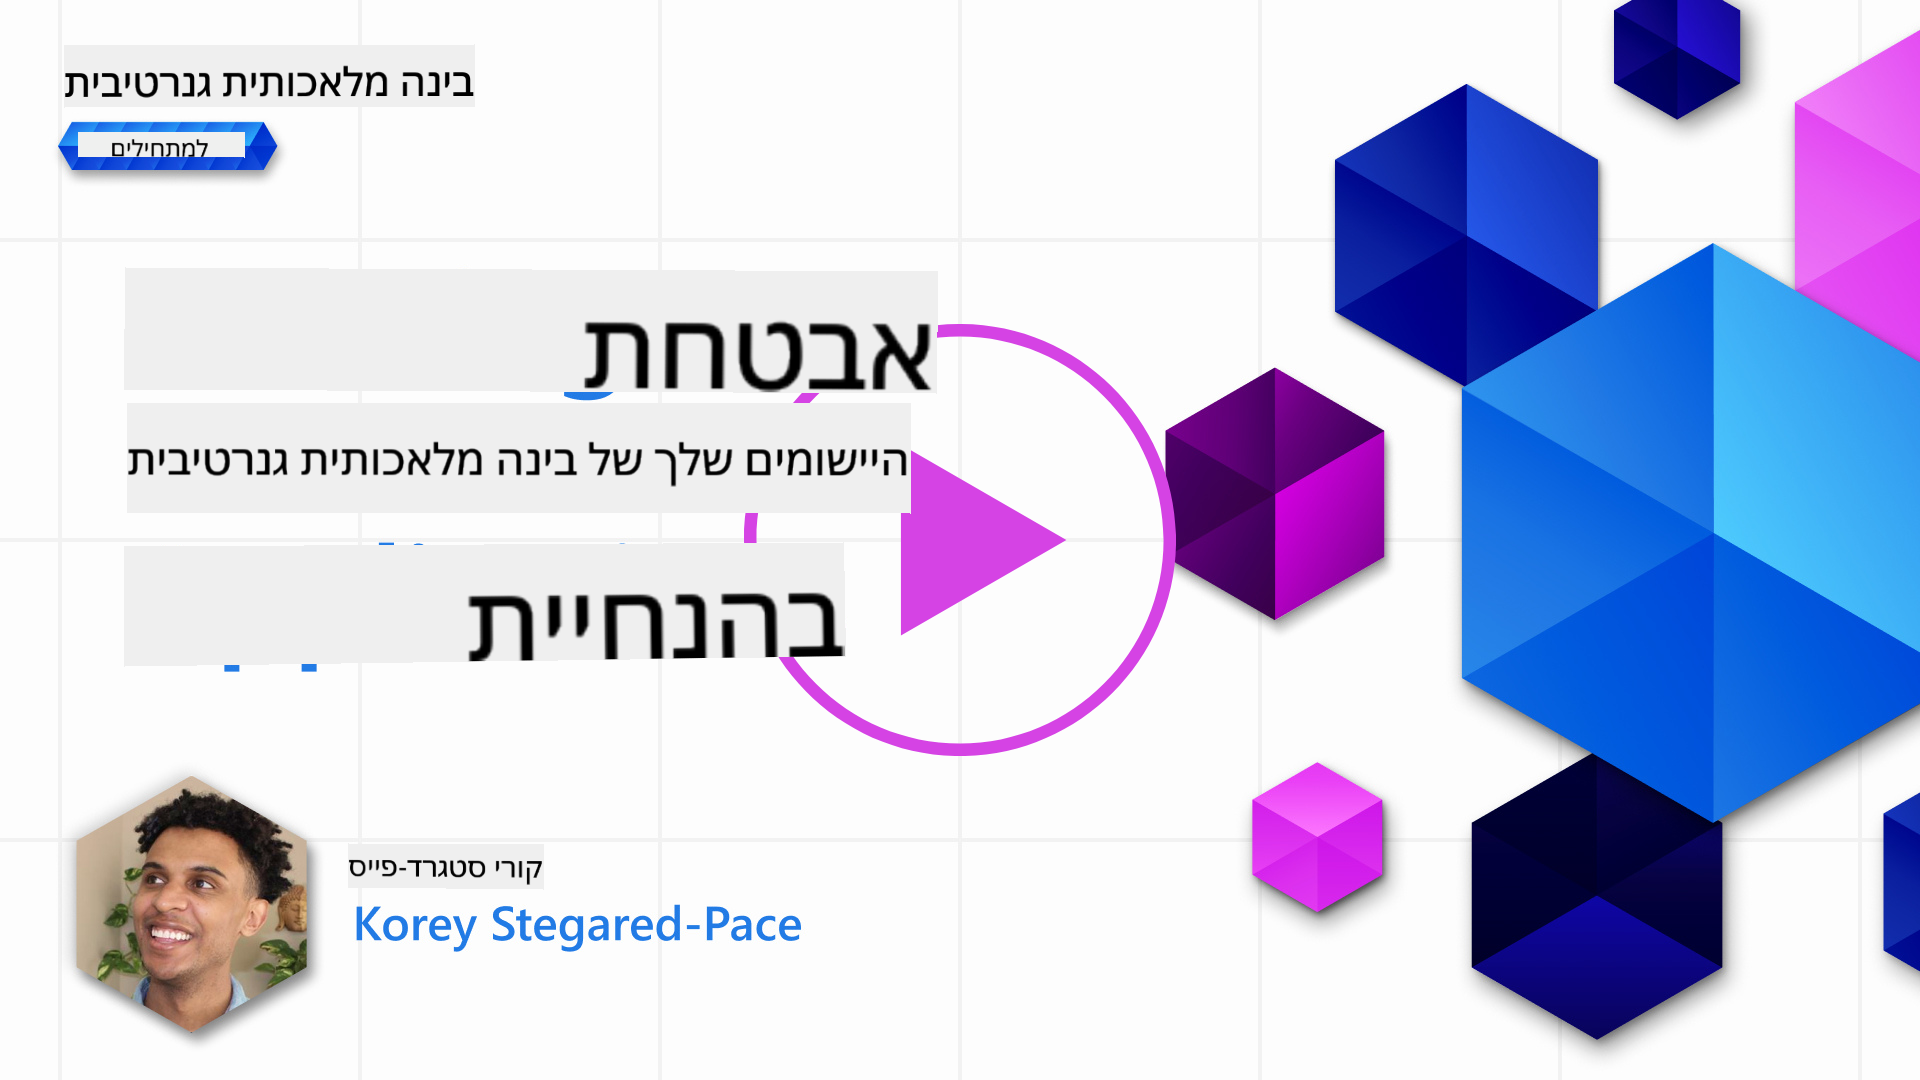 בינה מלאכותית גנרטיבית
למתחילים
אבטחת
היישומים שלך של בינה מלאכותית גנרטיבית
בהנחיית
קורי סטגרד-פייס
Korey Stegared-Pace